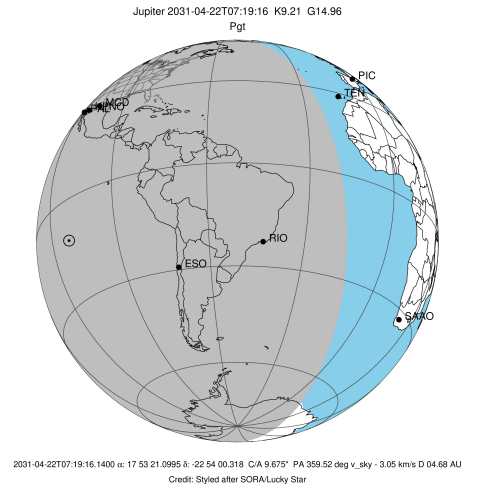 Jupiter 2031-04-22T07:19:16 K9.21 G14.96
Pgt
PIC
TEN
MCD
RIO
ESO
SAAO
2031-04-22T07:19:16.1400 α: 17 53 21.0995 δ: -22 54 00.318 C/A 9.675" PA 359.52 deg v_sky - 3.05 km/s D 04.68 AU
Credit: Styled after SORA/Lucky Star